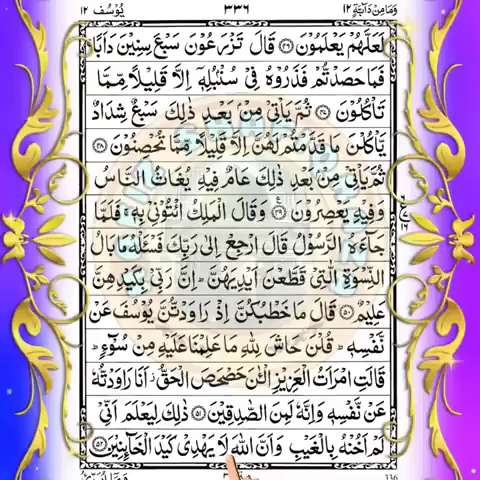 وَمَا مِنْ دَآبَّةٍ ١٢ ٣٣٦ يُوْسُف ١٢
لَعَلَّهُمْ يَعْلَمُوْنَ ﴿٤٦﴾ قَالَ تَزْرَعُوْنَ سَبْعَ سِنِيْنَ دَاَبًا
فَمَا حَصَدْتُّمْ فَذَرُوْهُ فِيْ سُنْۢبُلِهٖٓ اِلَّا قَلِيْلًا مِّمَّا
تَاْكُلُوْنَ ﴿٤٧﴾ ثُمَّ يَاْتِيْ مِنْۢ بَعْدِ ذٰلِكَ سَبْعٌ شِدَادٌ
يَّاْكُلْنَ مَا قَدَّمْتُمْ لَهُنَّ اِلَّا قَلِيْلًا مِّمَّا تُحْصِنُوْنَ ﴿٤٨﴾
ثُمَّ يَاْتِيْ مِنْۢ بَعْدِ ذٰلِكَ عَامٌ فِيْهِ يُغَاثُ النَّاسُ
وَفِيْهِ يَعْصِرُوْنَ ﴿٤٩﴾ وَقَالَ الْمَلِكُ ائْتُوْنِيْ بِهٖ ۚ فَلَمَّا
جَآءَهُ الرَّسُوْلُ قَالَ ارْجِعْ اِلٰى رَبِّكَ فَسْـَٔلْهُ مَا بَالُ
النِّسْوَةِ الّٰتِيْ قَطَّعْنَ اَيْدِيَهُنَّ ؕ اِنَّ رَبِّيْ بِكَيْدِهِنَّ
عَلِيْمٌ ﴿٥٠﴾ قَالَ مَا خَطْبُكُنَّ اِذْ رَاوَدْتُّنَّ يُوْسُفَ عَنْ
نَّفْسِهٖ ؕ قُلْنَ حَاشَ لِلّٰهِ مَا عَلِمْنَا عَلَيْهِ مِنْ سُوْٓءٍ ؕ
قَالَتِ امْرَاَتُ الْعَزِيْزِ الْـٰٔنَ حَصْحَصَ الْحَقُّ ز اَنَا رَاوَدْتُّهٗ
عَنْ نَّفْسِهٖ وَاِنَّهٗ لَمِنَ الصّٰدِقِيْنَ ﴿٥١﴾ ذٰلِكَ لِيَعْلَمَ اَنِّيْ
لَمْ اَخُنْهُ بِالْغَيْبِ وَاَنَّ اللّٰهَ لَا يَهْدِيْ كَيْدَ الْخَآئِنِيْنَ ﴿٥٢﴾
336